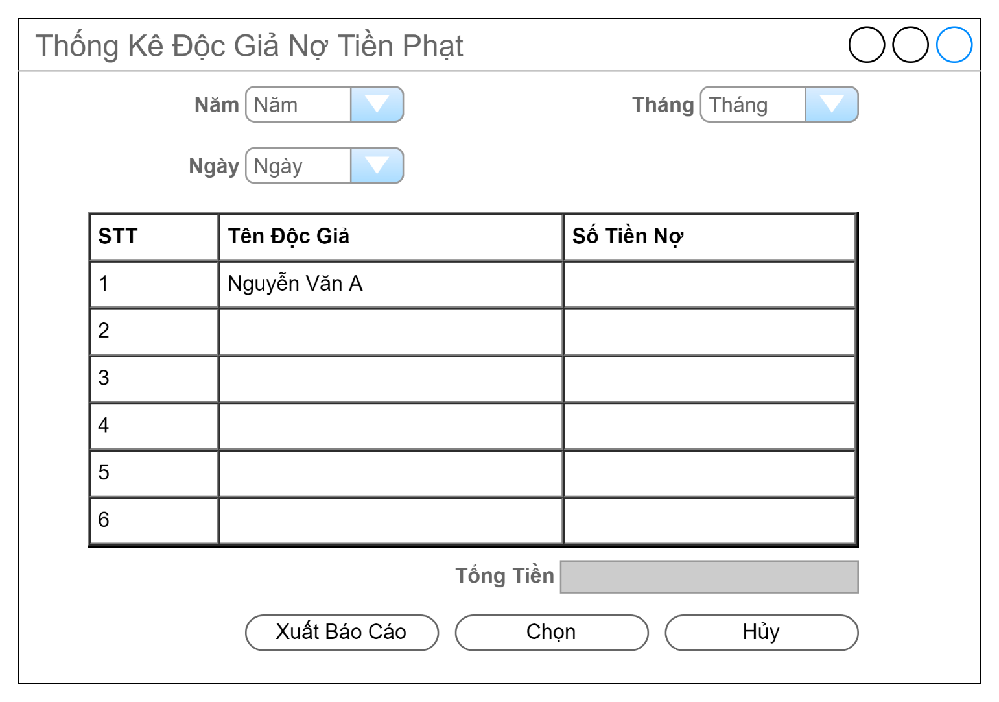 Thống Kê Độc Giả Nợ Tiền Phạt
Năm Năm Tháng Tháng
Ngày Ngày
STT Tên Độc Giả Số Tiền Nợ
1 Nguyễn Văn A
2
3
4
5
6
Tổng Tiền
Xuất Báo Cáo Chọn Hủy